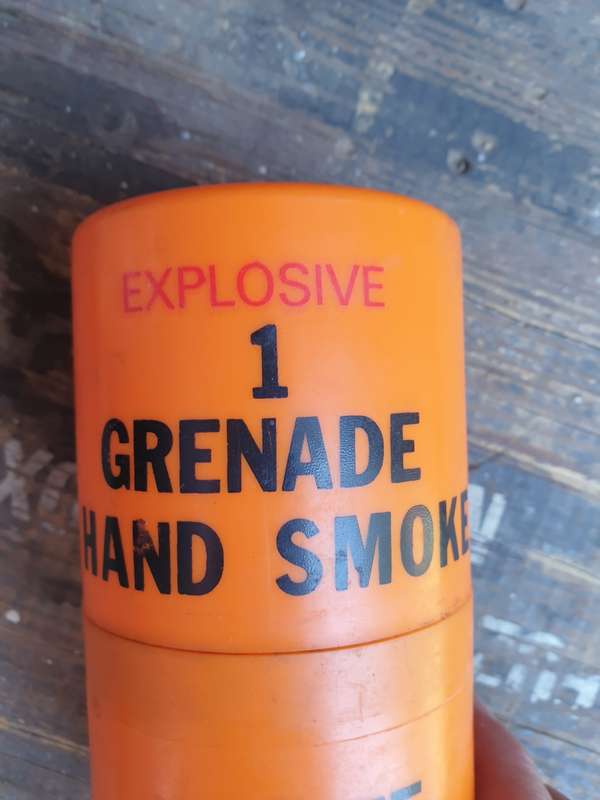 EXPLOSIVE
1
GRENADE
HAND SMOKE